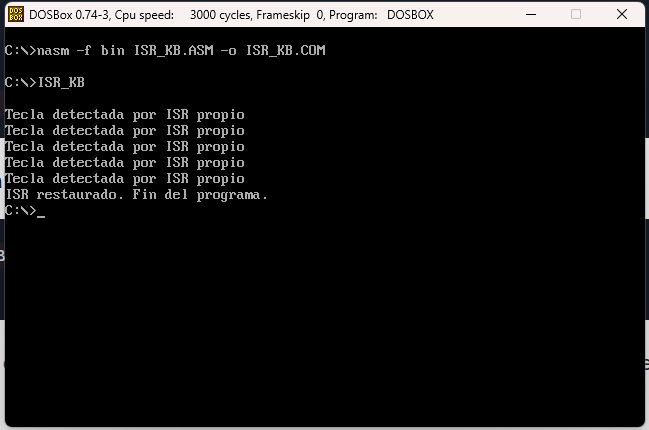 DOS BOX DOSBox 0.74-3, Cpu speed: 3000 cycles, Frameskip 0, Program: DOSBOX
C:\>nasm -f bin ISR_KB.ASM -o ISR_KB.COM
C:\>ISR_KB
Tecla detectada por ISR propio
Tecla detectada por ISR propio
Tecla detectada por ISR propio
Tecla detectada por ISR propio
Tecla detectada por ISR propio
ISR restaurado. Fin del programa.
C:\>_